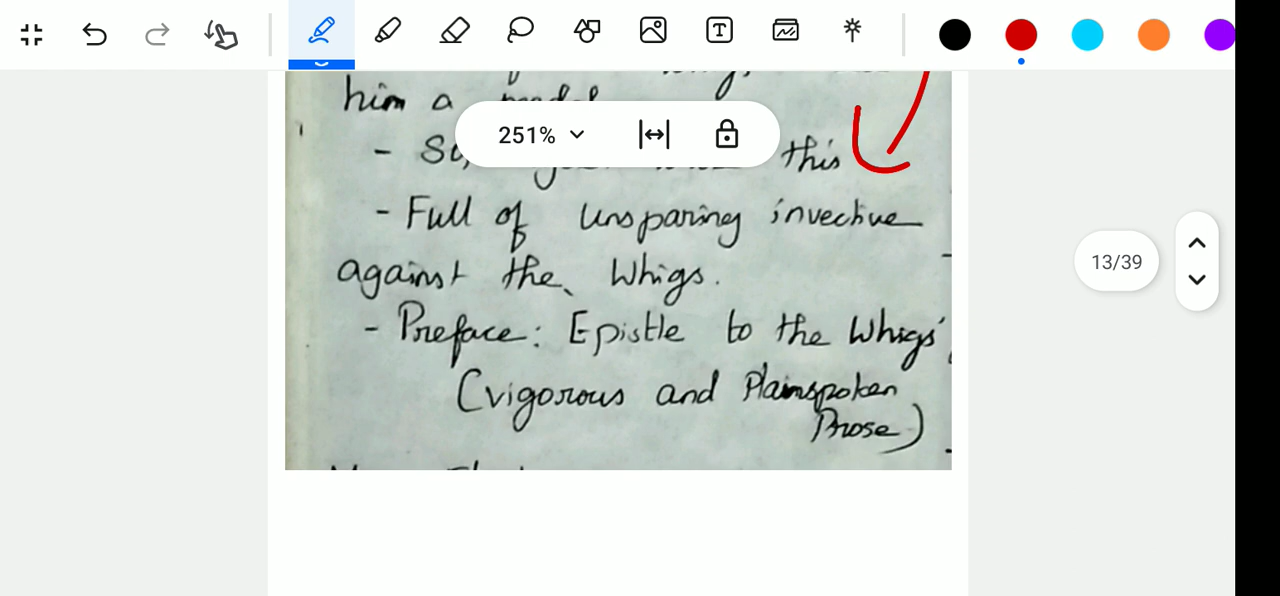 him a
- So, this
- Full of unsparing invective
against the Whigs.
- Preface: Epistle to the Whigs'
(vigorous and Plainspoken
Prose)
251%
13/39
T